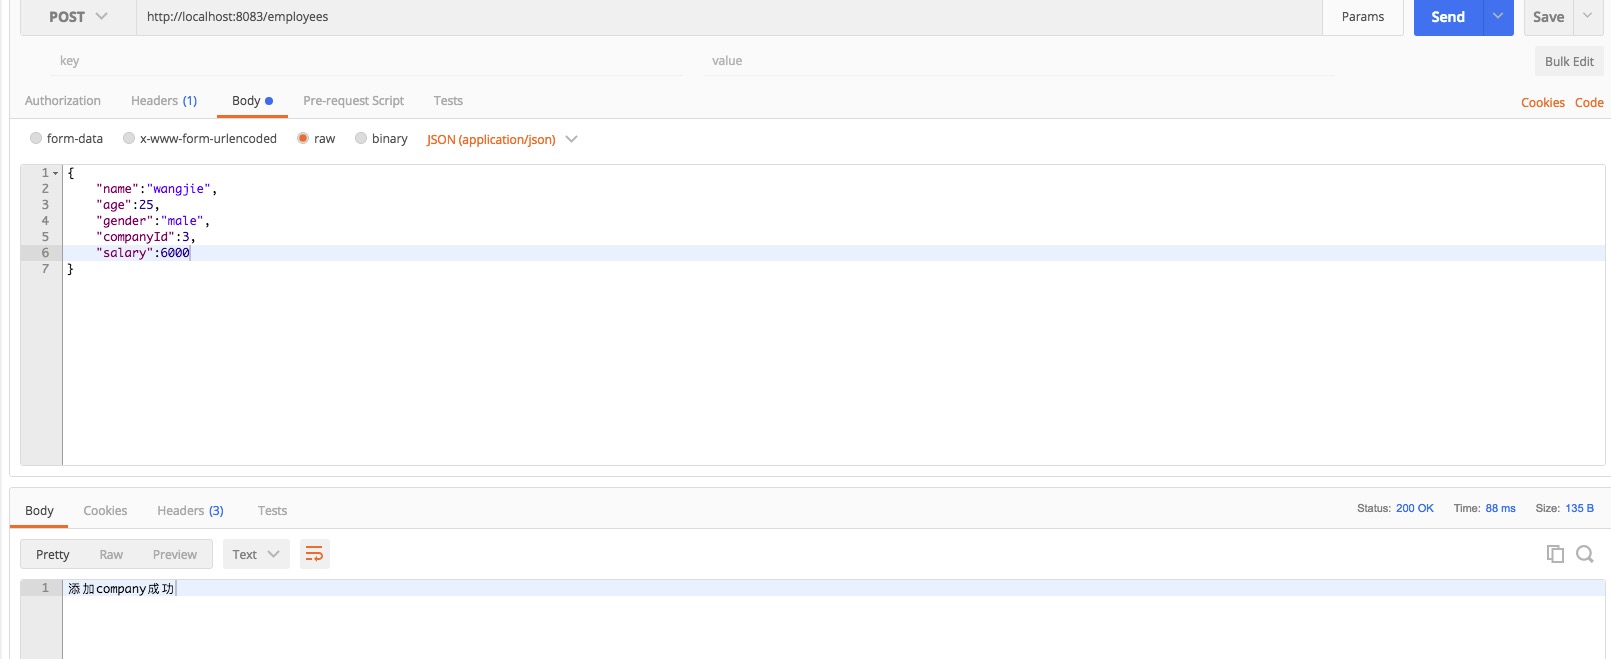 POST http://localhost:8083/employees Params Send Save
key value Bulk Edit
Authorization Headers (1) Body Pre-request Script Tests Cookies Code
form-data x-www-form-urlencoded raw binary JSON (application/json)
1 {
2 "name":"wangjie",
3 "age":25,
4 "gender":"male",
5 "companyId":3,
6 "salary":6000
7 }
Body Cookies Headers (3) Tests Status: 200 OK Time: 88 ms Size: 135 B
Pretty Raw Preview Text
1 添加company成功